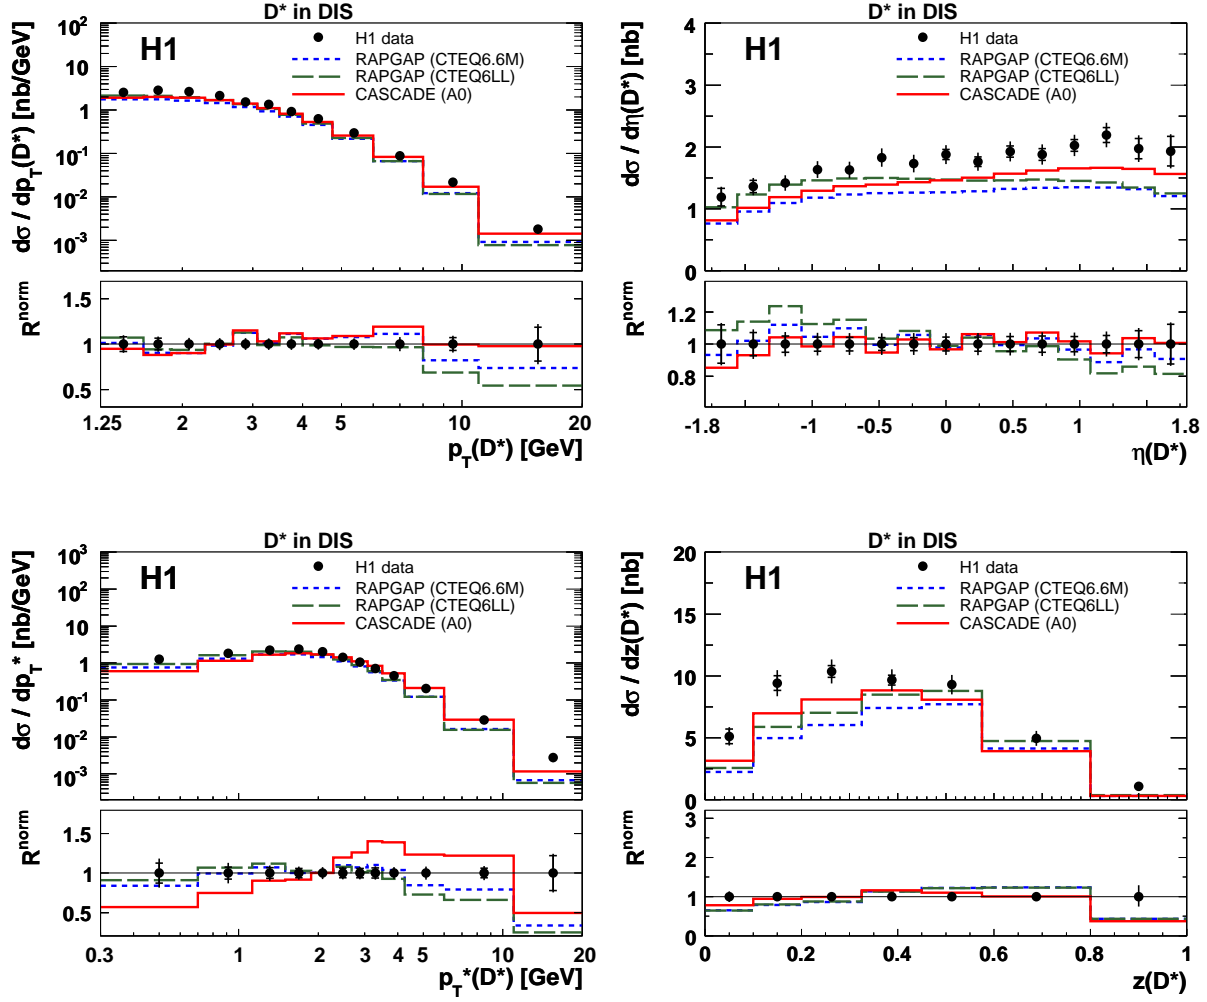 D* in DIS
H1
H1 data
RAPGAP (CTEQ6.6M)
RAPGAP (CTEQ6LL)
CASCADE (A0)
dσ / dp_T(D*) [nb/GeV]
10^2
10
1
10^-1
10^-2
10^-3
R^norm
1.5
1
0.5
1.25 2 3 4 5 10 20
p_T(D*) [GeV]
D* in DIS
H1
H1 data
RAPGAP (CTEQ6.6M)
RAPGAP (CTEQ6LL)
CASCADE (A0)
dσ / dη(D*) [nb]
4
3
2
1
0
R^norm
1.2
1
0.8
-1.8 -1 -0.5 0 0.5 1 1.8
η(D*)
D* in DIS
H1
H1 data
RAPGAP (CTEQ6.6M)
RAPGAP (CTEQ6LL)
CASCADE (A0)
dσ / dp_T* [nb/GeV]
10^3
10^2
10
1
10^-1
10^-2
10^-3
R^norm
1.5
1
0.5
0.3 1 2 3 4 5 10 20
p_T*(D*) [GeV]
D* in DIS
H1
H1 data
RAPGAP (CTEQ6.6M)
RAPGAP (CTEQ6LL)
CASCADE (A0)
dσ / dz(D*) [nb]
20
15
10
5
0
R^norm
3
2
1
0
0 0.2 0.4 0.6 0.8 1
z(D*)